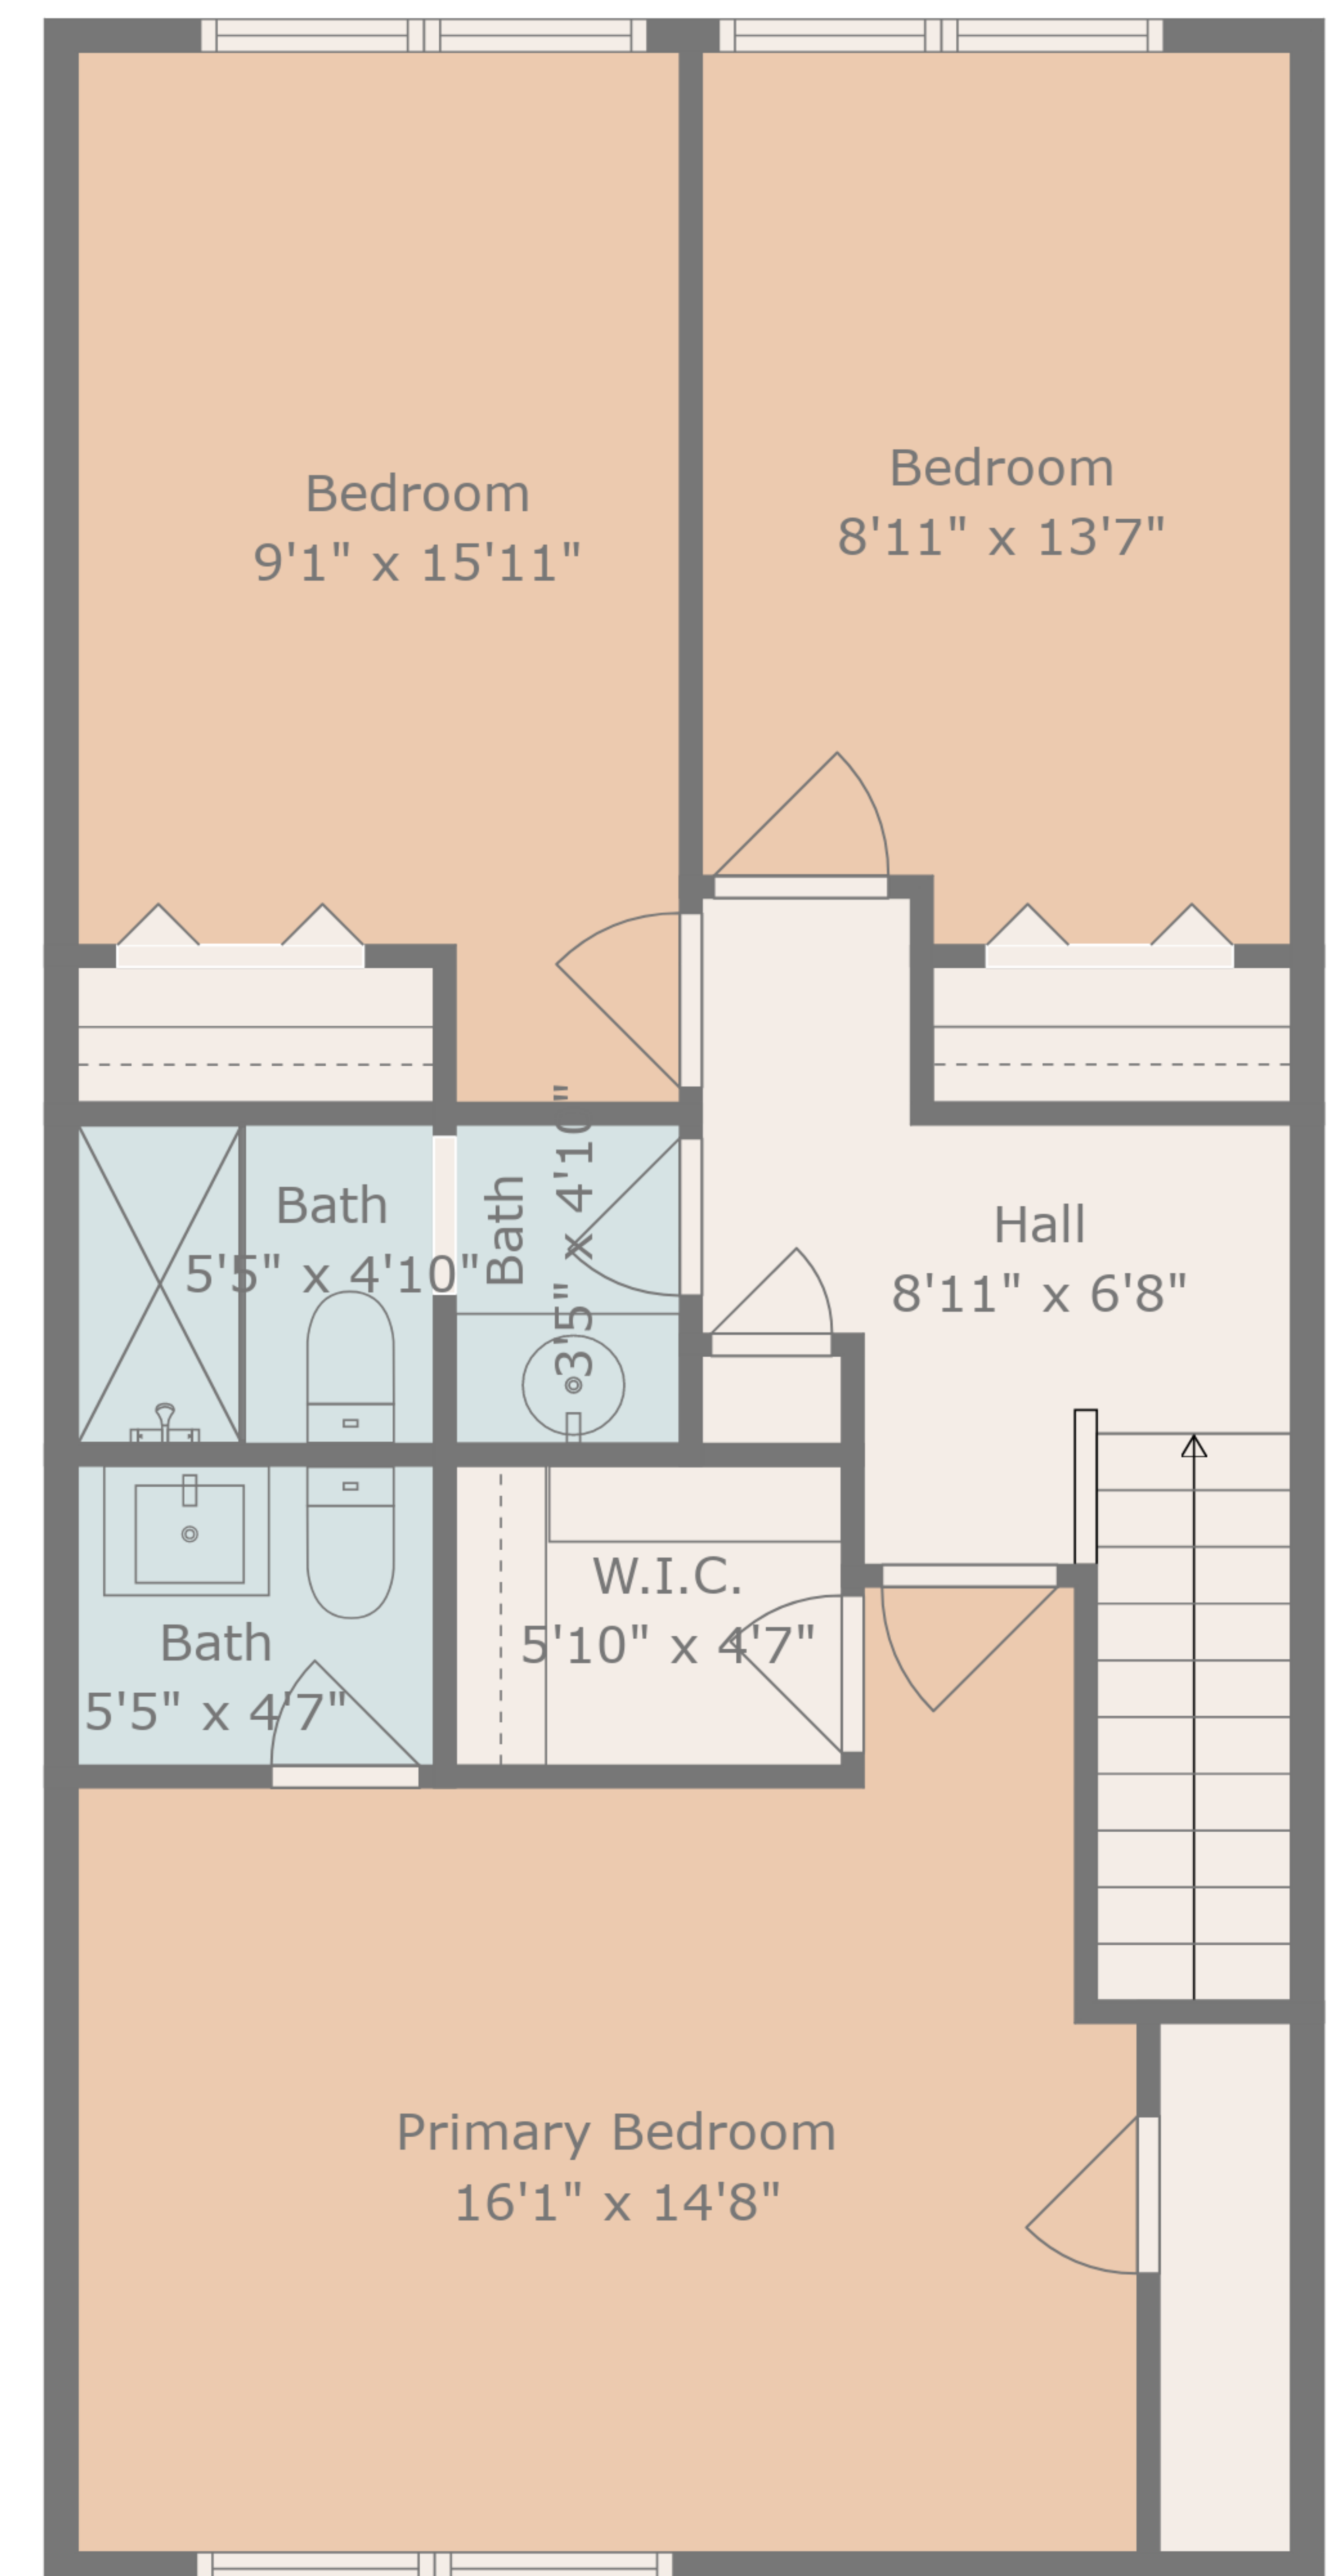 Bedroom
9'1" x 15'11"
Bedroom
8'11" x 13'7"
Bath
5'5" x 4'10"
Bath
3'5" x 4'10"
Hall
8'11" x 6'8"
W.I.C.
5'10" x 4'7"
Bath
5'5" x 4'7"
Primary Bedroom
16'1" x 14'8"